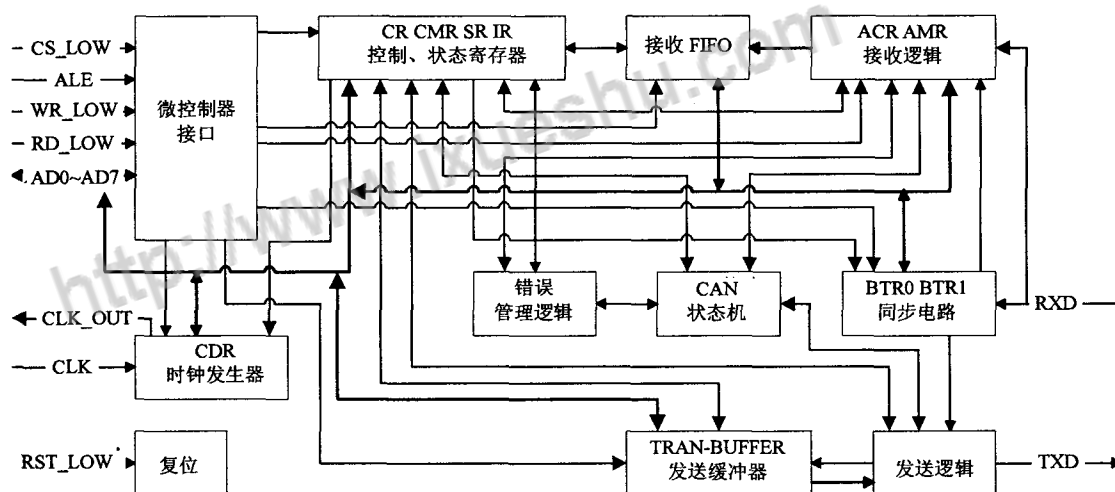 CS_LOW
ALE
WR_LOW
RD_LOW
AD0~AD7
微控制器
接口
CR CMR SR IR
控制、状态寄存器
接收 FIFO
ACR AMR
接收逻辑
错误
管理逻辑
CAN
状态机
BTR0 BTR1
同步电路
RXD
CLK_OUT
CLK
CDR
时钟发生器
RST_LOW
复位
TRAN-BUFFER
发送缓冲器
发送逻辑
TXD
http://www.ixueshu.com